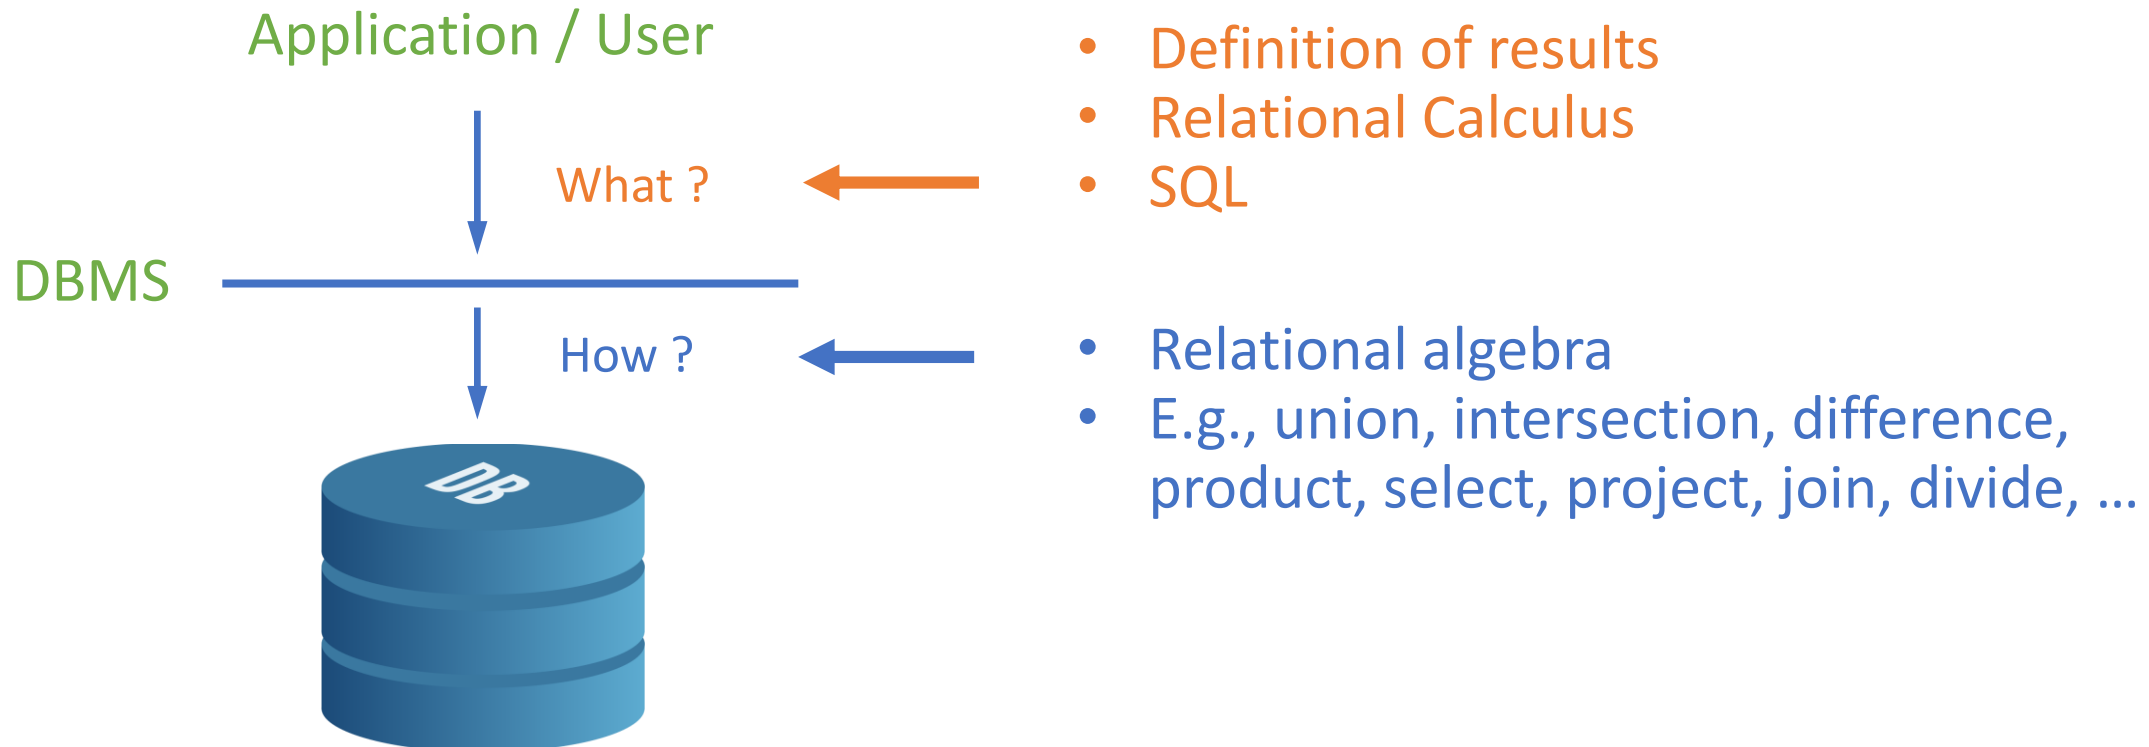 Application / User
What ?
DBMS
How ?
DB
• Definition of results
• Relational Calculus
• SQL
• Relational algebra
• E.g., union, intersection, difference,
product, select, project, join, divide, ...